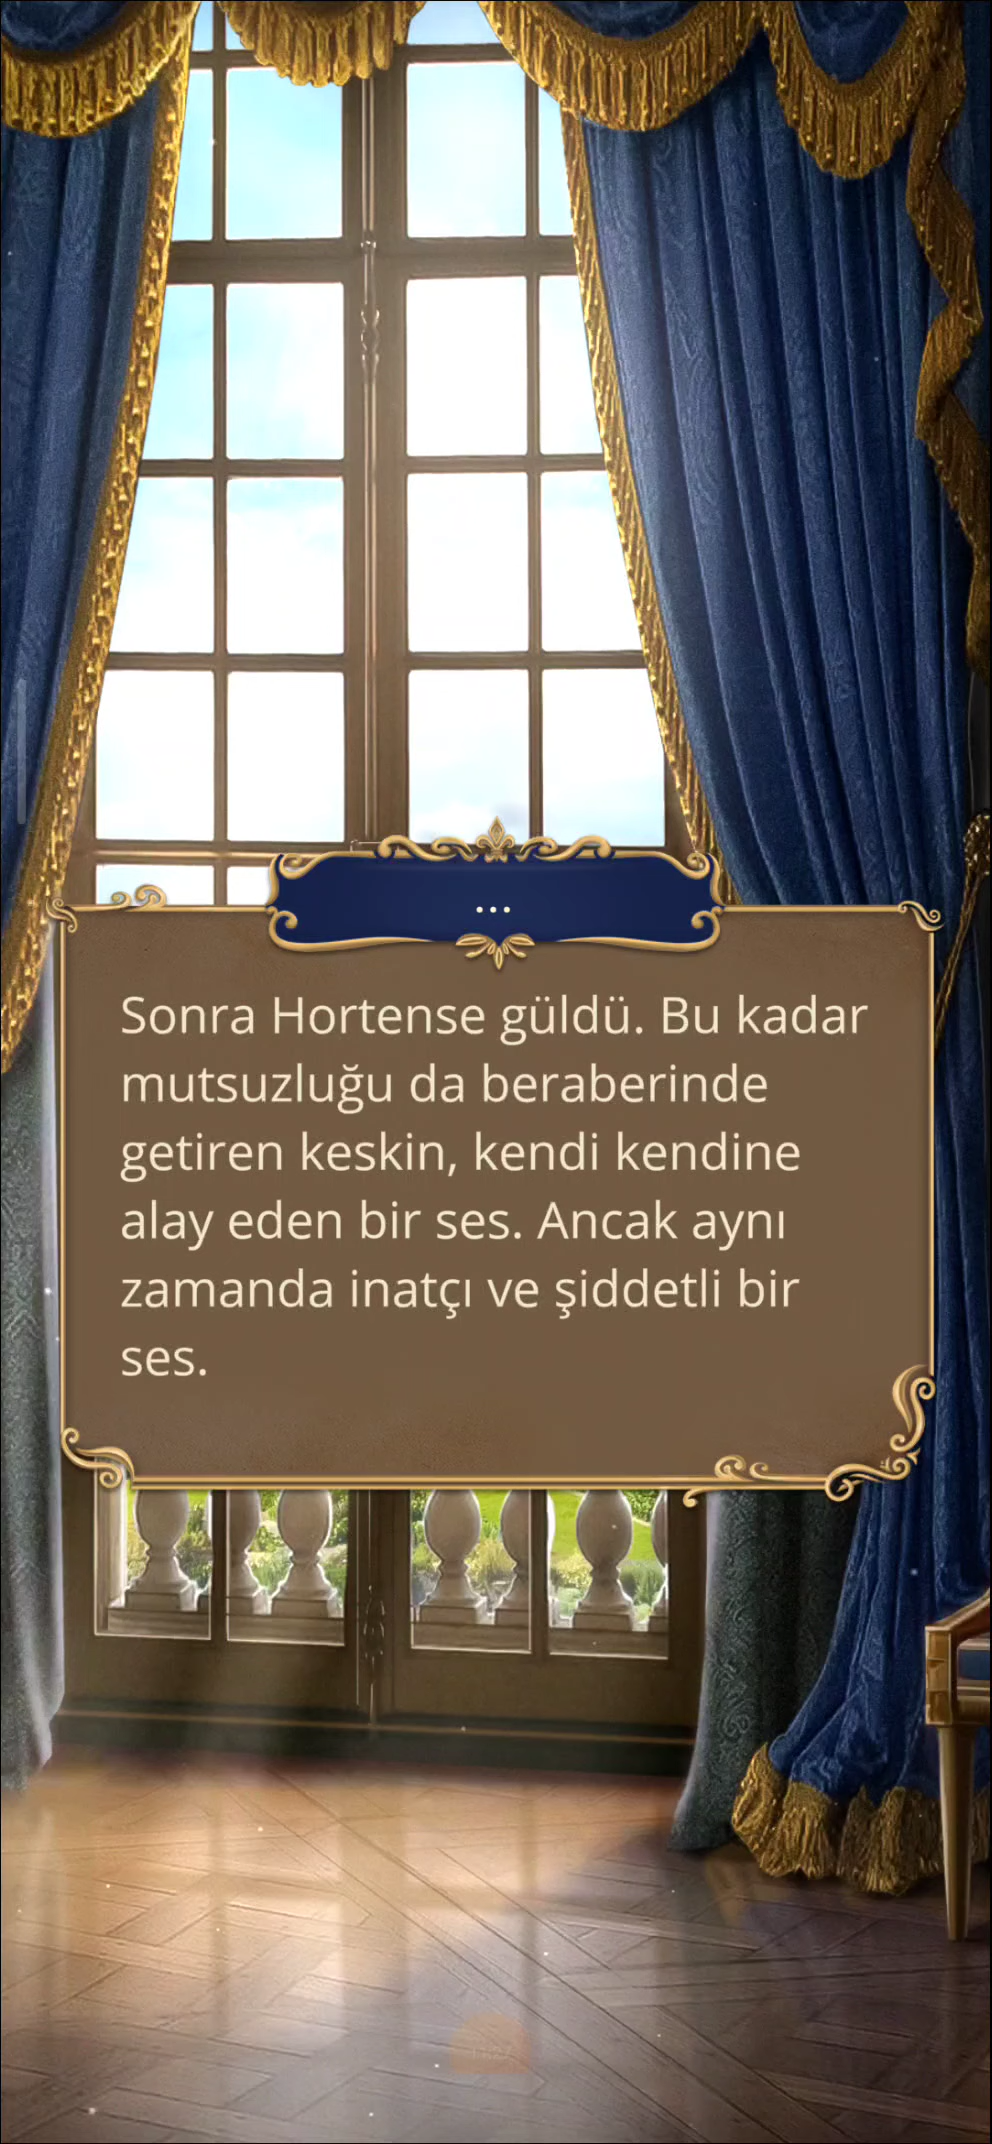 ...
Sonra Hortense güldü. Bu kadar
mutsuzluğu da beraberinde
getiren keskin, kendi kendine
alay eden bir ses. Ancak aynı
zamanda inatçı ve şiddetli bir
ses.